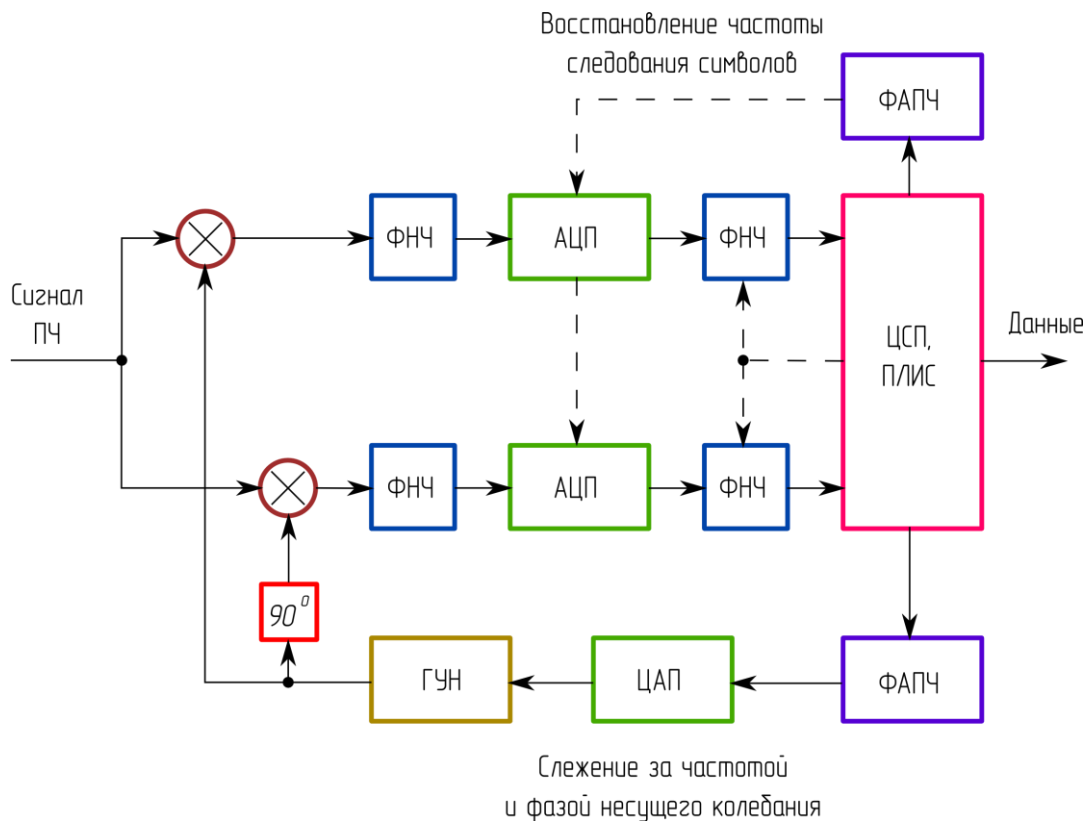 Восстановление частоты
следования символов
ФАПЧ
ФНЧ
АЦП
ФНЧ
Сигнал
ПЧ
ЦСП,
ПЛИС
Данные
ФНЧ
АЦП
ФНЧ
90°
ГУН
ЦАП
ФАПЧ
Слежение за частотой
и фазой несущего колебания